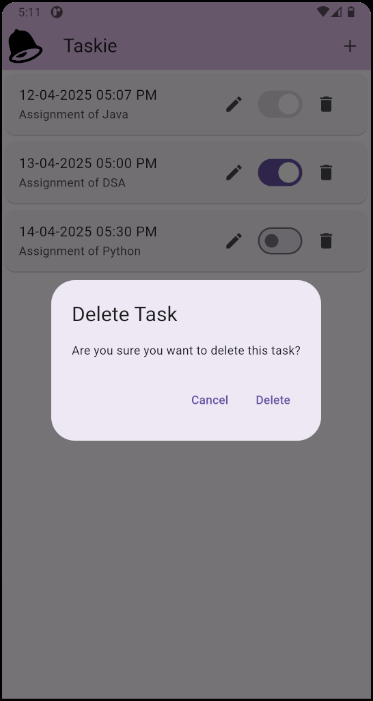 5:11
Taskie
12-04-2025 05:07 PM
Assignment of Java
13-04-2025 05:00 PM
Assignment of DSA
14-04-2025 05:30 PM
Assignment of Python
Delete Task
Are you sure you want to delete this task?
Cancel Delete